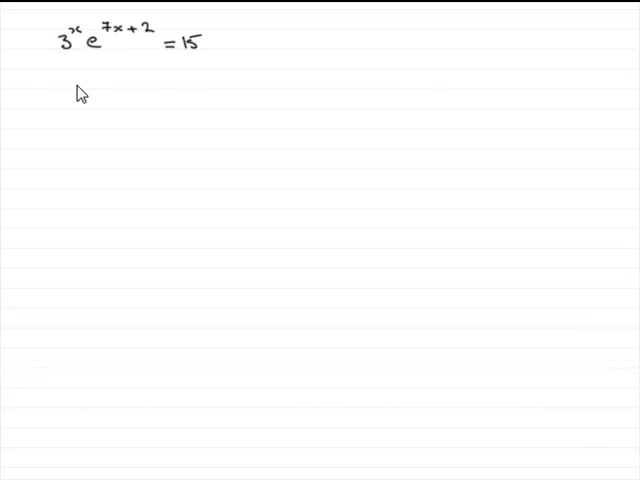 3^x e^{7x+2} = 15